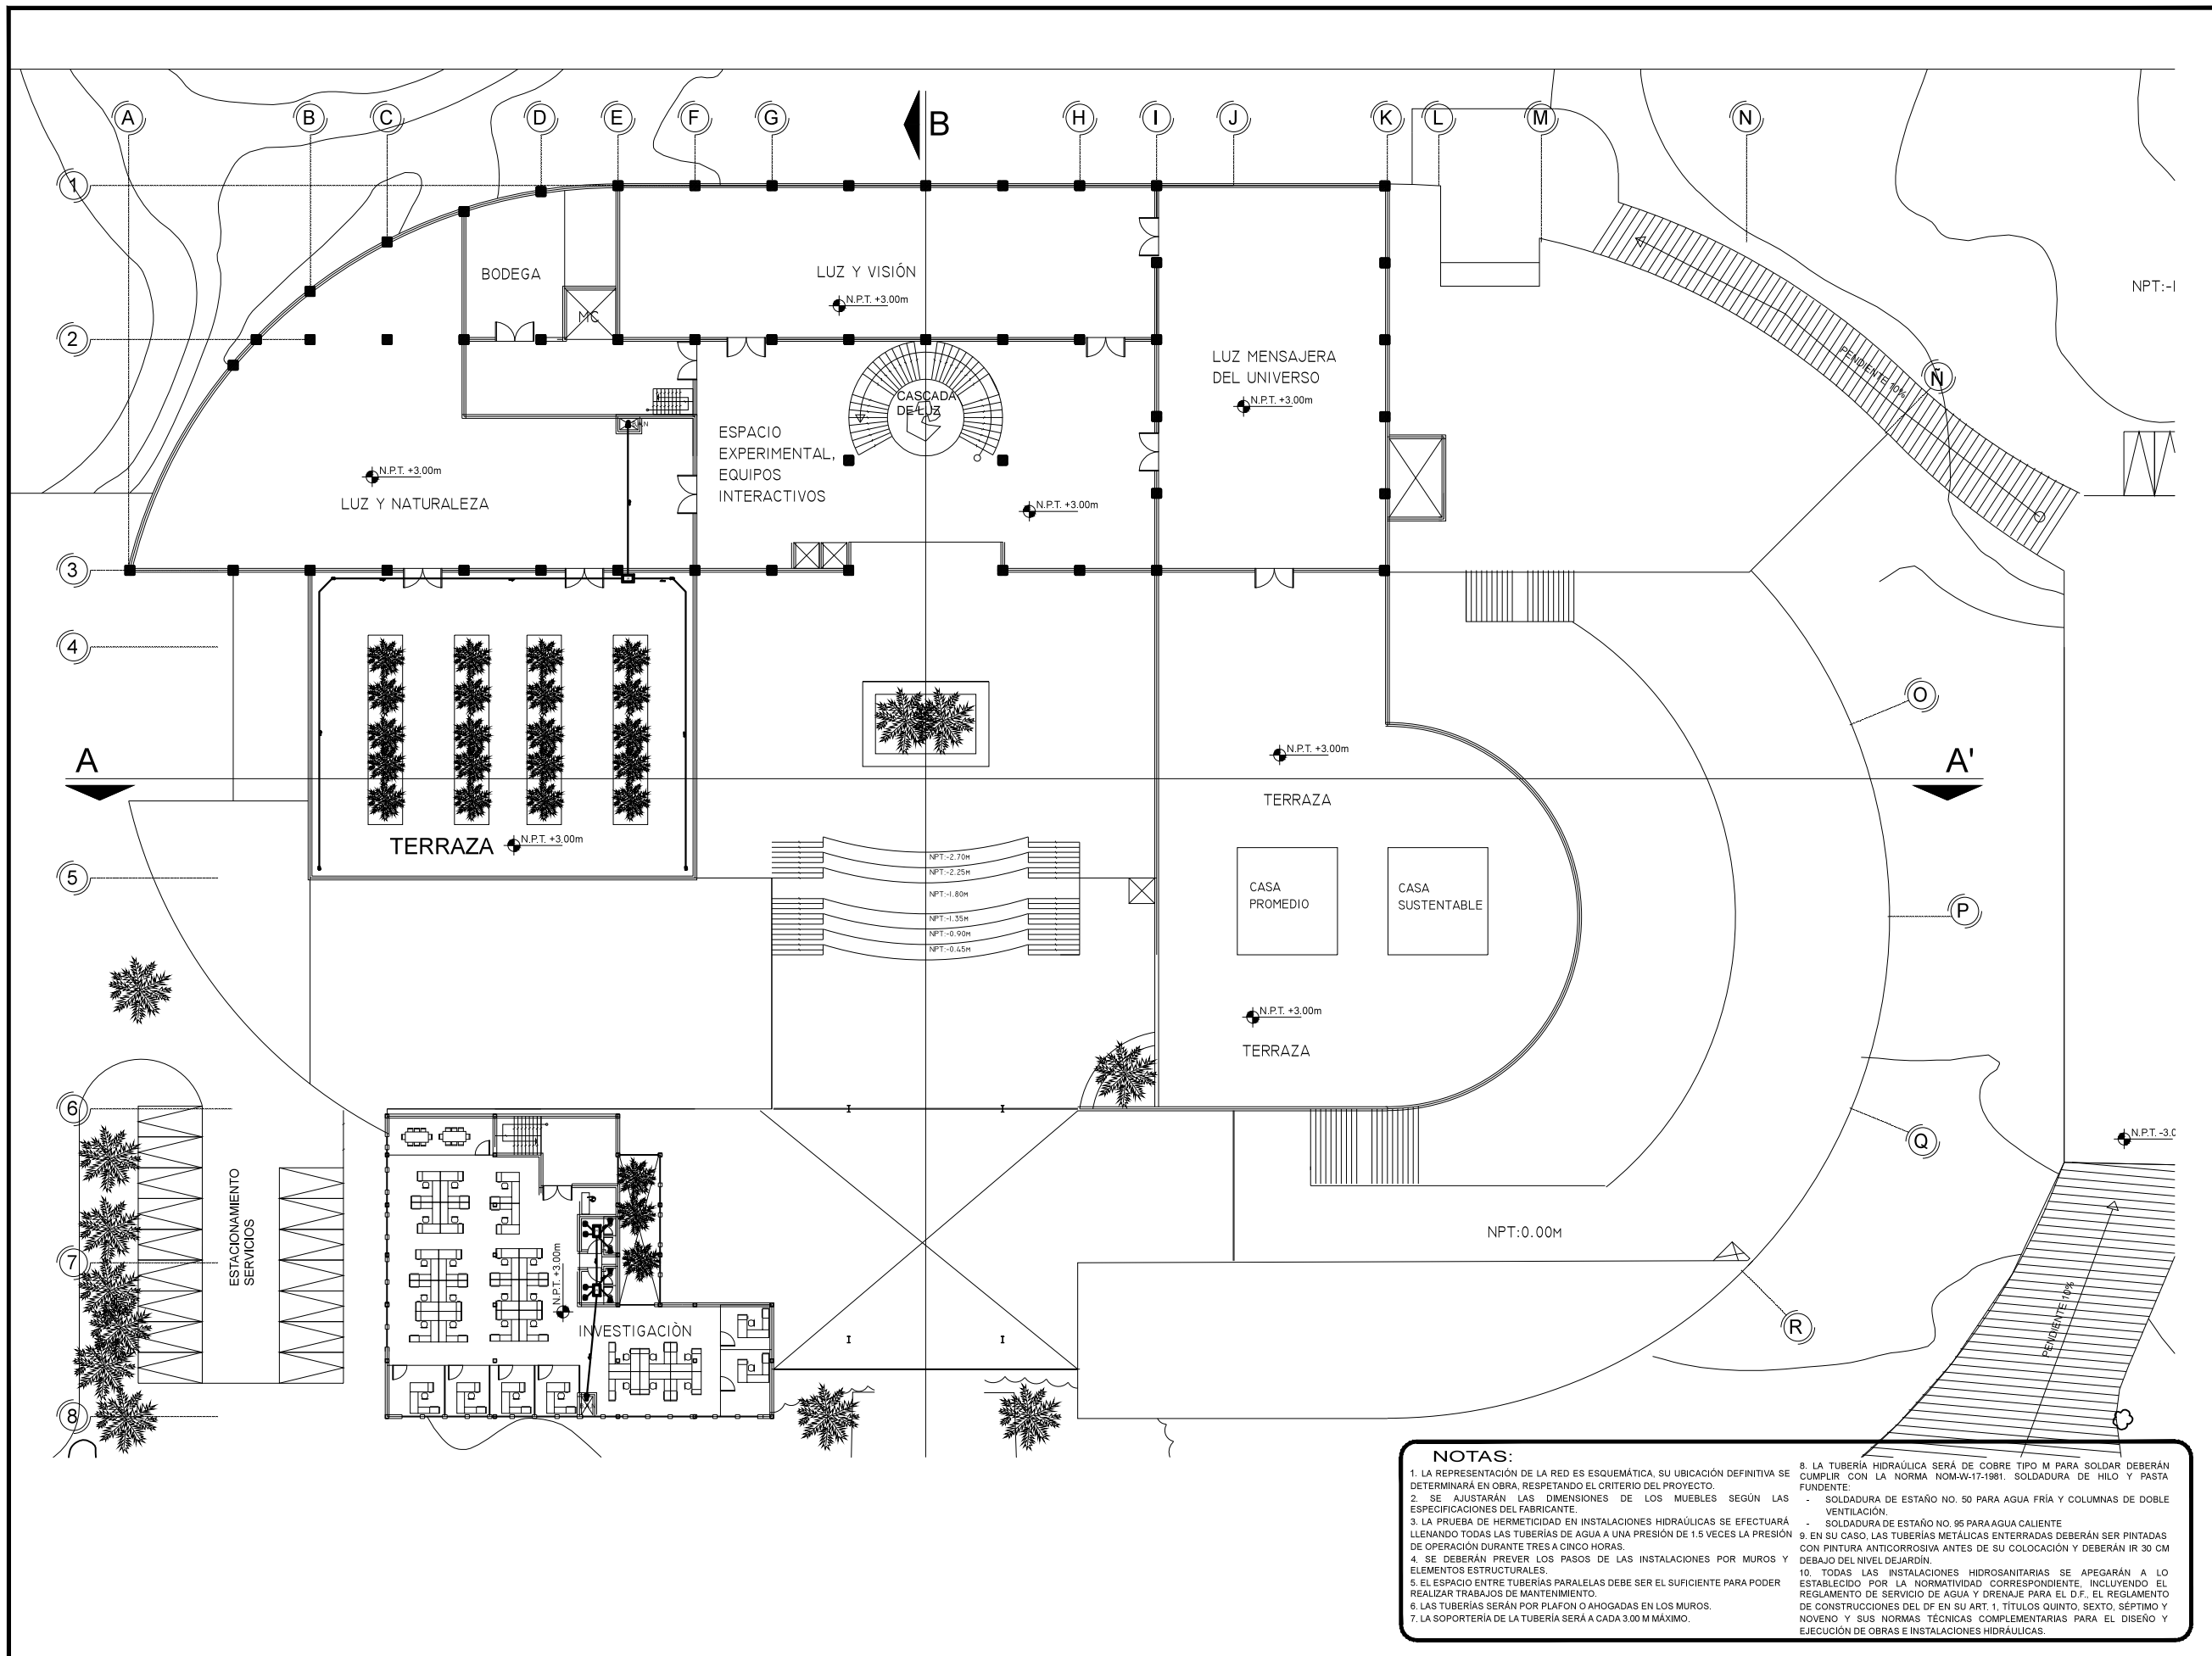 A B C D E F G B H I J K L M N
1
BODEGA
LUZ Y VISIÓN
N.P.T. +3.00m
MC
NPT:-1
2
LUZ MENSAJERA
DEL UNIVERSO
N.P.T. +3.00m
PENDIENTE 10%
Ñ
CASCADA
DE LUZ
ESPACIO
EXPERIMENTAL,
EQUIPOS
INTERACTIVOS
N.P.T. +3.00m
N.P.T. +3.00m
LUZ Y NATURALEZA
3
4
O
A
A'
N.P.T. +3.00m
TERRAZA
TERRAZA
N.P.T. +3.00m
5
NPT:-2.70M
NPT:-2.25M
NPT:-1.80M
NPT:-1.35M
NPT:-0.90M
NPT:-0.45M
CASA
PROMEDIO
CASA
SUSTENTABLE
P
N.P.T. +3.00m
TERRAZA
6
Q
N.P.T. -3.0
ESTACIONAMIENTO
SERVICIOS
7
N.P.T. +3.00m
INVESTIGACIÒN
NPT:0.00M
R
PENDIENTE 10%
8
NOTAS:
1. LA REPRESENTACIÓN DE LA RED ES ESQUEMÁTICA, SU UBICACIÓN DEFINITIVA SE
DETERMINARÁ EN OBRA, RESPETANDO EL CRITERIO DEL PROYECTO.
2. SE AJUSTARÁN LAS DIMENSIONES DE LOS MUEBLES SEGÚN LAS
ESPECIFICACIONES DEL FABRICANTE.
3. LA PRUEBA DE HERMETICIDAD EN INSTALACIONES HIDRÁULICAS SE EFECTUARÁ
LLENANDO TODAS LAS TUBERÍAS DE AGUA A UNA PRESIÓN DE 1.5 VECES LA PRESIÓN
DE OPERACIÓN DURANTE TRES A CINCO HORAS.
4. SE DEBERÁN PREVER LOS PASOS DE LAS INSTALACIONES POR MUROS Y
ELEMENTOS ESTRUCTURALES.
5. EL ESPACIO ENTRE TUBERÍAS PARALELAS DEBE SER EL SUFICIENTE PARA PODER
REALIZAR TRABAJOS DE MANTENIMIENTO.
6. LAS TUBERÍAS SERÁN POR PLAFON O AHOGADAS EN LOS MUROS.
7. LA SOPORTERÍA DE LA TUBERÍA SERÁ A CADA 3.00 M MÁXIMO.
8. LA TUBERÍA HIDRAÚLICA SERÁ DE COBRE TIPO M PARA SOLDAR DEBERÁN
CUMPLIR CON LA NORMA NOM-W-17-1981. SOLDADURA DE HILO Y PASTA
FUNDENTE:
- SOLDADURA DE ESTAÑO NO. 50 PARA AGUA FRÍA Y COLUMNAS DE DOBLE
VENTILACIÓN.
- SOLDADURA DE ESTAÑO NO. 95 PARA AGUA CALIENTE
9. EN SU CASO, LAS TUBERÍAS METÁLICAS ENTERRADAS DEBERÁN SER PINTADAS
CON PINTURA ANTICORROSIVA ANTES DE SU COLOCACIÓN Y DEBERÁN IR 30 CM
DEBAJO DEL NIVEL DEJARDÍN.
10. TODAS LAS INSTALACIONES HIDROSANITARIAS SE APEGARÁN A LO
ESTABLECIDO POR LA NORMATIVIDAD CORRESPONDIENTE, INCLUYENDO EL
REGLAMENTO DE SERVICIO DE AGUA Y DRENAJE PARA EL D.F., EL REGLAMENTO
DE CONSTRUCCIONES DEL DF EN SU ART, 1, TÍTULOS QUINTO, SEXTO, SÉPTIMO Y
NOVENO Y SUS NORMAS TÉCNICAS COMPLEMENTARIAS PARA EL DISEÑO Y
EJECUCIÓN DE OBRAS E INSTALACIONES HIDRÁULICAS.